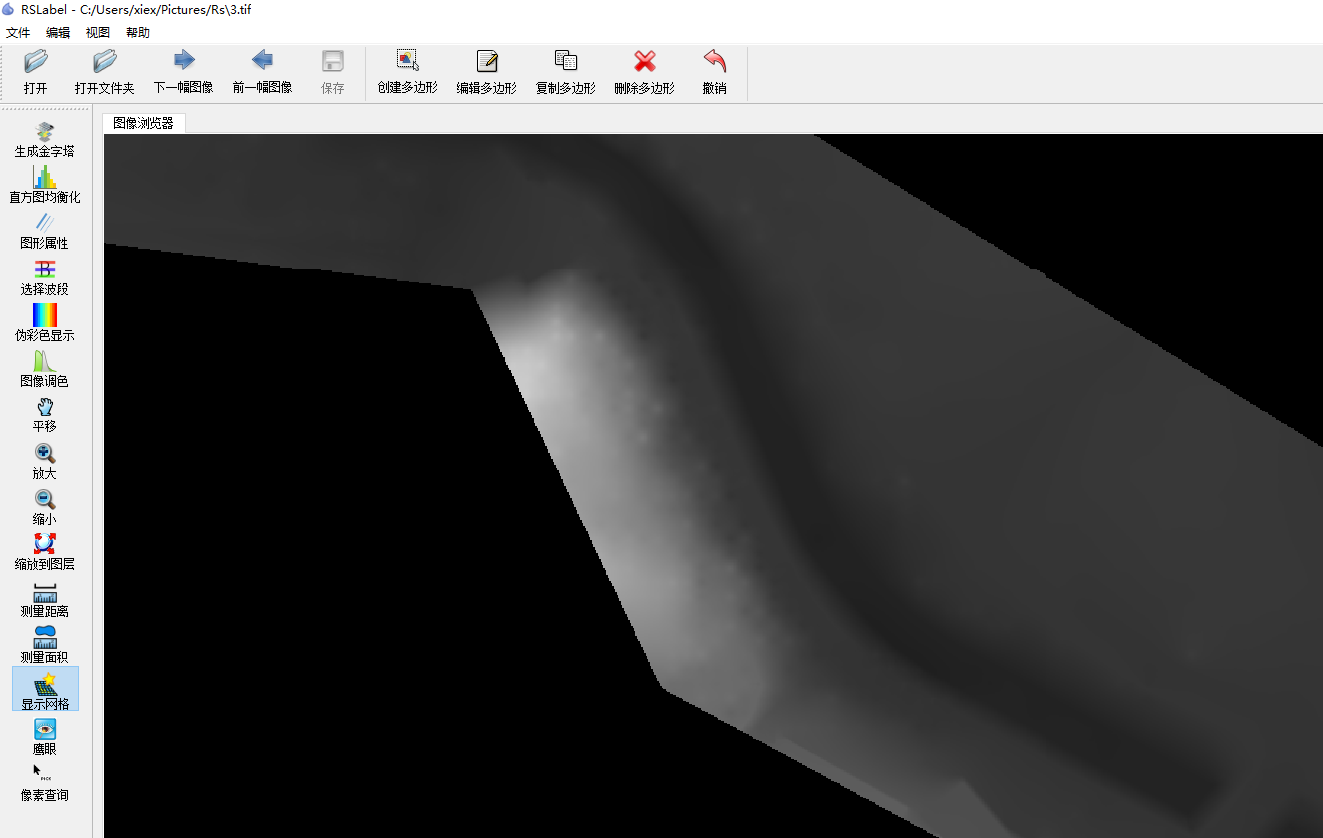 RSLabel - C:/Users/xiex/Pictures/Rs\3.tif
文件 编辑 视图 帮助
打开 打开文件夹 下一幅图像 前一幅图像 保存 创建多边形 编辑多边形 复制多边形 删除多边形 撤销
图像浏览器
生成金字塔
直方图均衡化
图形属性
B
选择波段
伪彩色显示
图像调色
平移
放大
缩小
缩放到图层
测量距离
测量面积
显示网格
鹰眼
PICK
像素查询